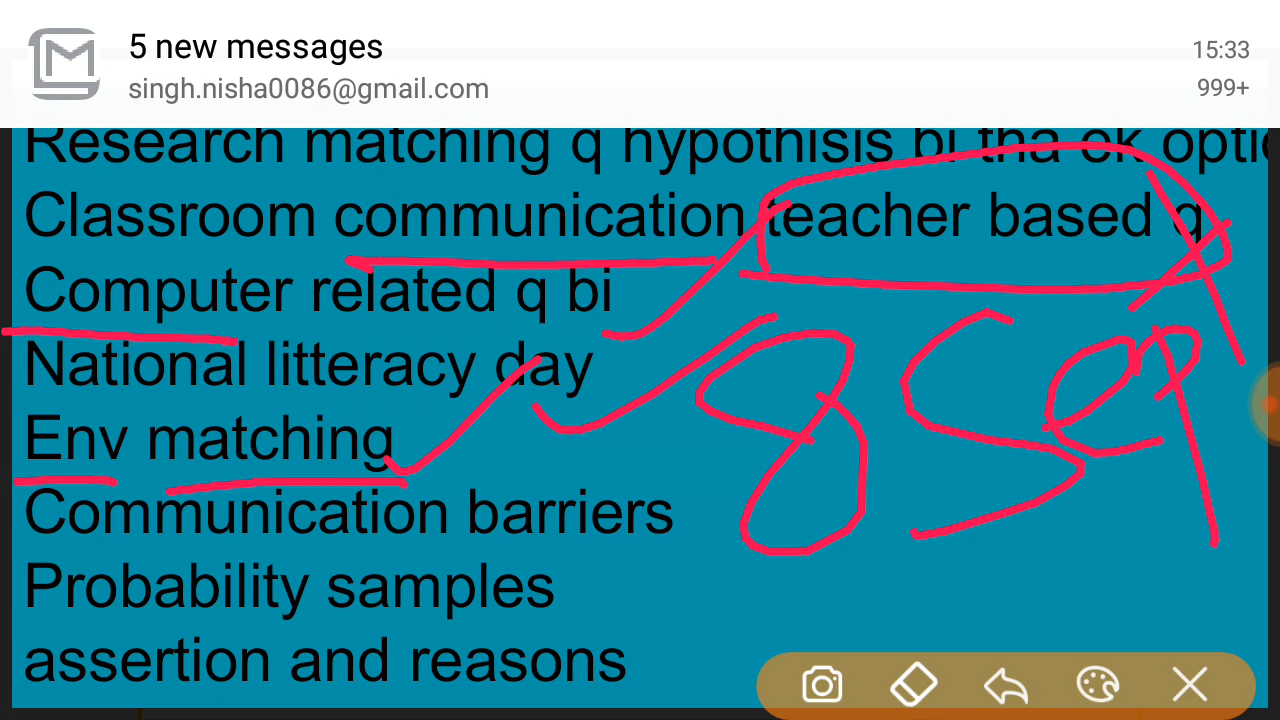 5 new messages
15:33
singh.nisha0086@gmail.com
999+
Research matching q hypothisis bi tha ek optio
Classroom communication teacher based q
Computer related q bi
National litteracy day
8 Sep
Env matching
Communication barriers
Probability samples
assertion and reasons